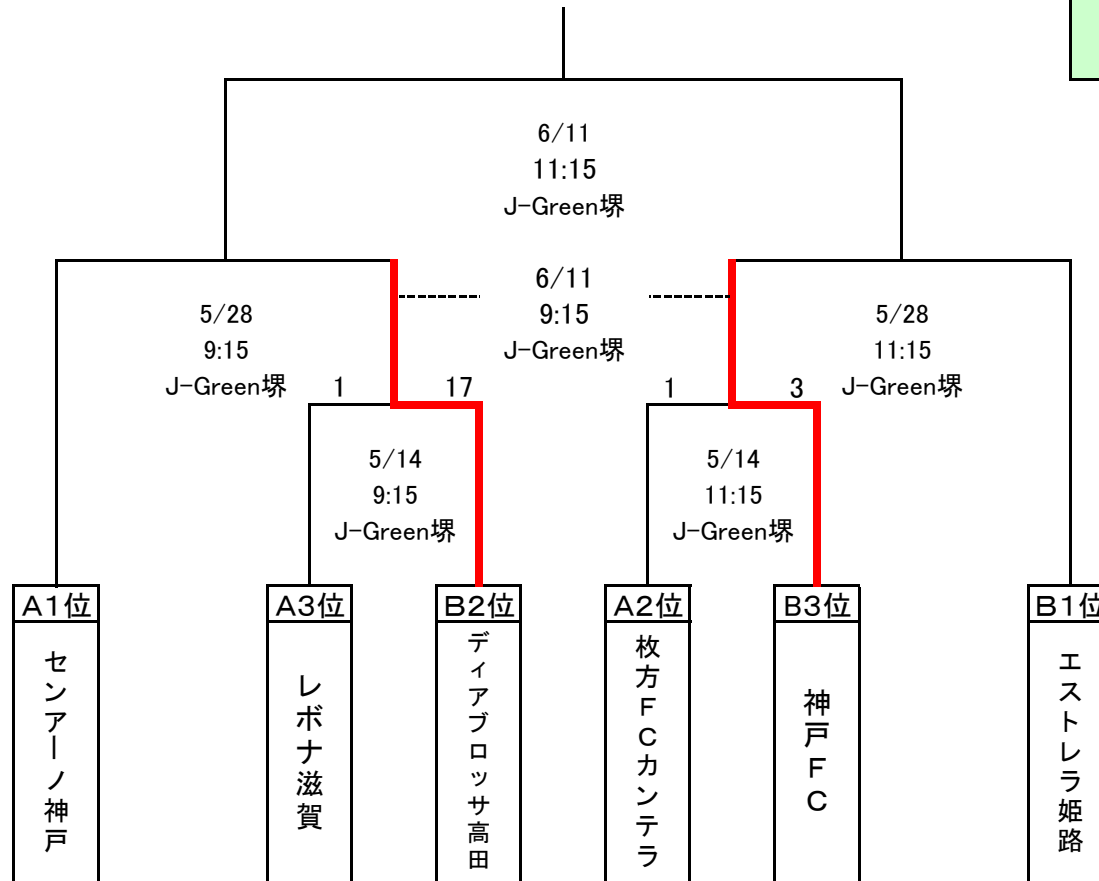 6/11
11:15
J-Green堺
6/11
9:15
J-Green堺
5/28
9:15
J-Green堺
5/28
11:15
J-Green堺
1
17
1
3
5/14
9:15
J-Green堺
5/14
11:15
J-Green堺
A1位
A3位
B2位
A2位
B3位
B1位
センアーノ神戸
レボナ滋賀
ディアブロッサ高田
枚方FCカンテラ
神戸FC
エストレラ姫路